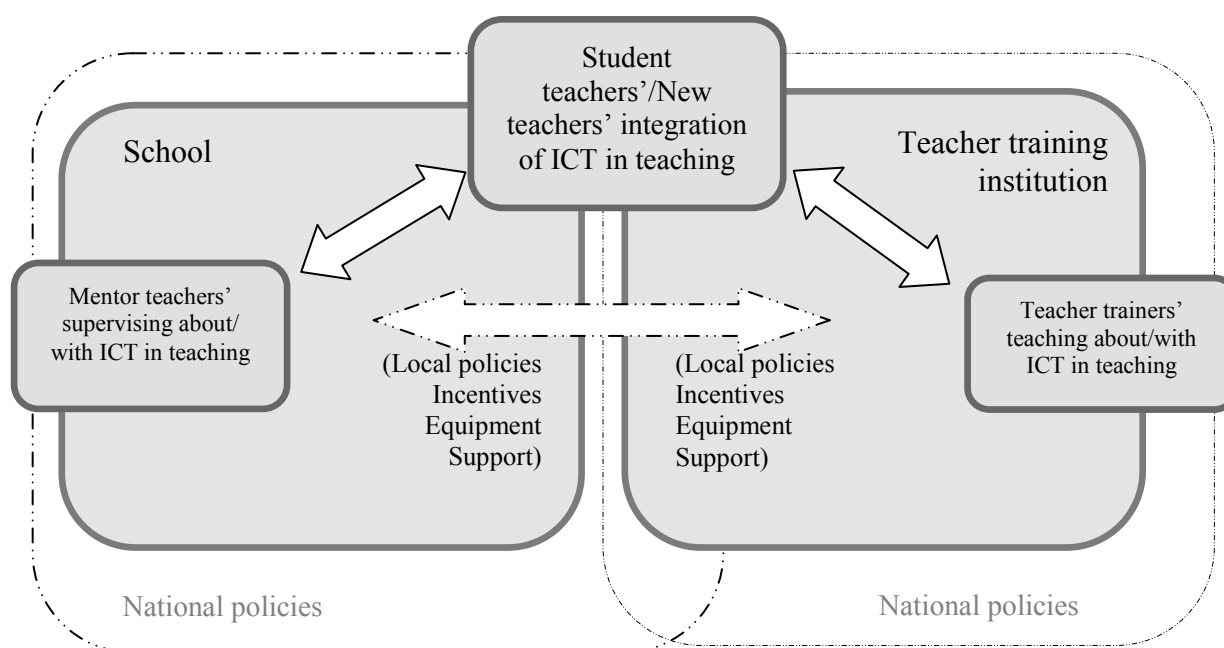 Student
teachers’/New
teachers’ integration
of ICT in teaching
School
Teacher training
institution
Mentor teachers’
supervising about/
with ICT in teaching
Teacher trainers’
teaching about/with
ICT in teaching
(Local policies
Incentives
Equipment
Support)
(Local policies
Incentives
Equipment
Support)
National policies
National policies